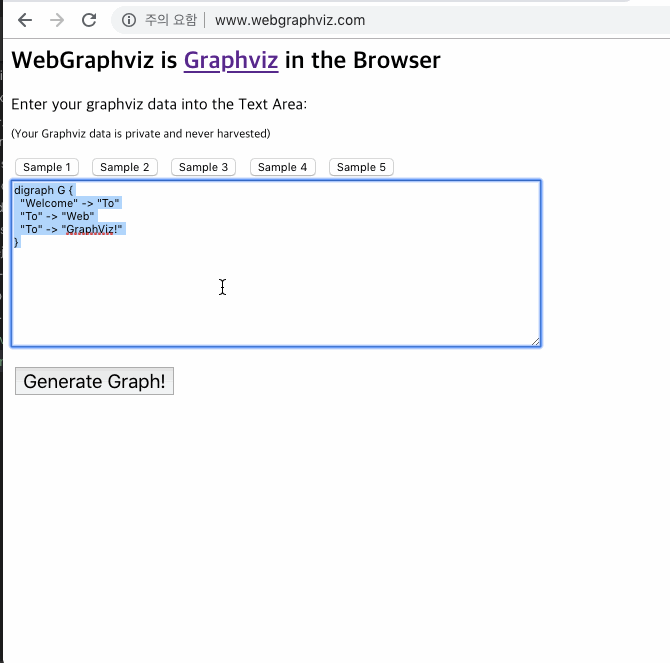 주의 요함 www.webgraphviz.com
WebGraphviz is Graphviz in the Browser
Enter your graphviz data into the Text Area:
(Your Graphviz data is private and never harvested)
Sample 1 Sample 2 Sample 3 Sample 4 Sample 5
digraph G {
"Welcome" -> "To"
"To" -> "Web"
"To" -> "GraphViz!"
}
Generate Graph!